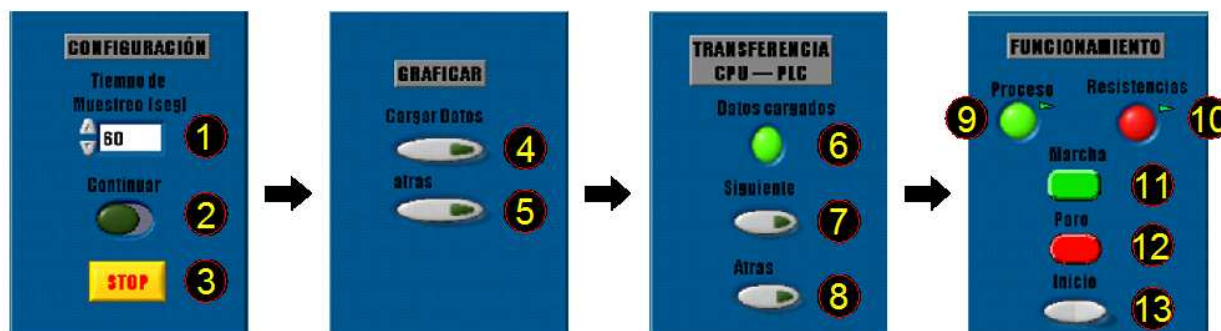 CONFIGURACIÓN
Tiempo de
Muestreo (seg)
60
1
Continuar
2
STOP
3
GRAFICAR
Cargar Datos
4
atras
5
TRANSFERENCIA
CPU — PLC
Datos cargados
6
Siguiente
7
Atras
8
FUNCIONAMIENTO
Proceso
Resistencias
9
10
Marcha
11
Paro
12
Inicio
13